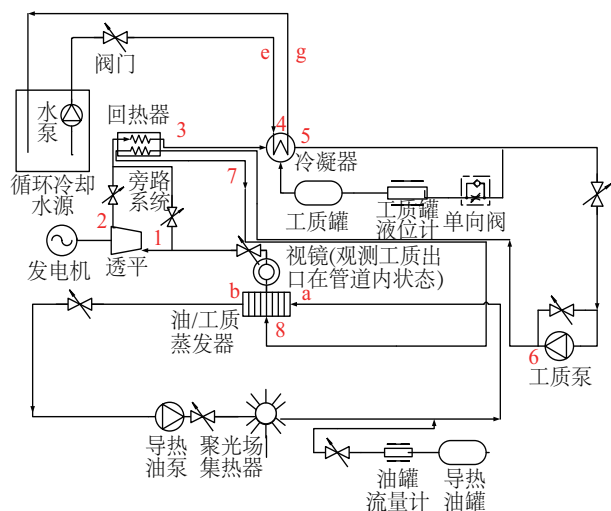 e
g
阀门
水
泵
回热器
3
4
5
冷凝器
循环冷却
水源
旁路
系统
7
工质罐
工质罐
液位计
单向阀
2
1
发电机
透平
视镜(观测工质出
口在管道内状态)
b
a
油/工质
蒸发器
8
6
工质泵
导热
油泵
聚光场
集热器
油罐
流量计
导热
油罐